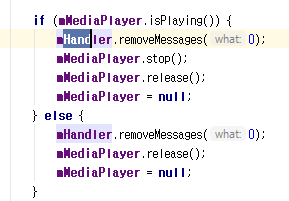 if (mMediaPlayer.isPlaying()) {
    mHandler.removeMessages( what: 0);
    mMediaPlayer.stop();
    mMediaPlayer.release();
    mMediaPlayer = null;
} else {
    mHandler.removeMessages( what: 0);
    mMediaPlayer.release();
    mMediaPlayer = null;
}